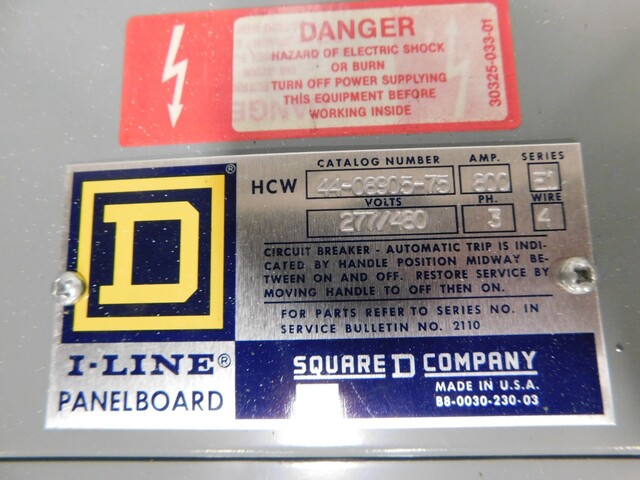 DANGER
HAZARD OF ELECTRIC SHOCK
OR BURN
TURN OFF POWER SUPPLYING
THIS EQUIPMENT BEFORE
WORKING INSIDE
30325-033-01
CATALOG NUMBER AMP. SERIES
HCW 44-08905-75 800 E1
VOLTS PH. WIRE
277/480 3 4
CIRCUIT BREAKER - AUTOMATIC TRIP IS INDI-
CATED BY HANDLE POSITION MIDWAY BE-
TWEEN ON AND OFF. RESTORE SERVICE BY
MOVING HANDLE TO OFF THEN ON.
FOR PARTS REFER TO SERIES NO. IN
SERVICE BULLETIN NO. 2110
D ®
I-LINE®
PANELBOARD
SQUARE D COMPANY
MADE IN U.S.A.
B8-0030-230-03